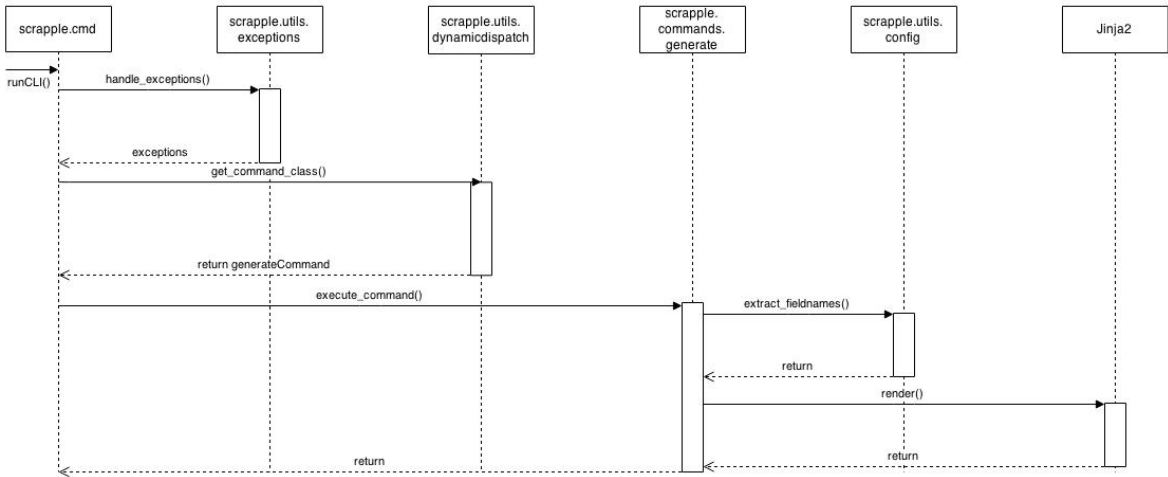 scrapple.cmd
scrapple.utils.
exceptions
scrapple.utils.
dynamicdispatch
scrapple.
commands.
generate
scrapple.utils.
config
Jinja2
runCLI()
handle_exceptions()
exceptions
get_command_class()
return generateCommand
execute_command()
extract_fieldnames()
return
render()
return
return